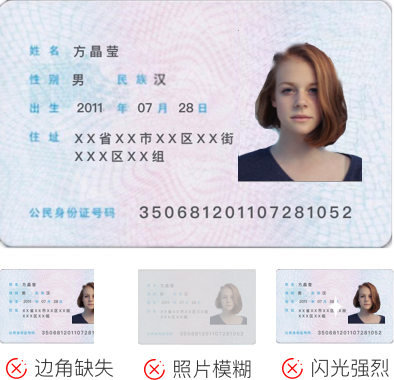 姓 名 方晶莹
性 别 男 民 族 汉
出 生 2011 年 07 月 28 日
住 址 XX省XX市XX区XX街
XXX区XX组
公民身份证号码 350681201107281052
边角缺失 照片模糊 闪光强烈